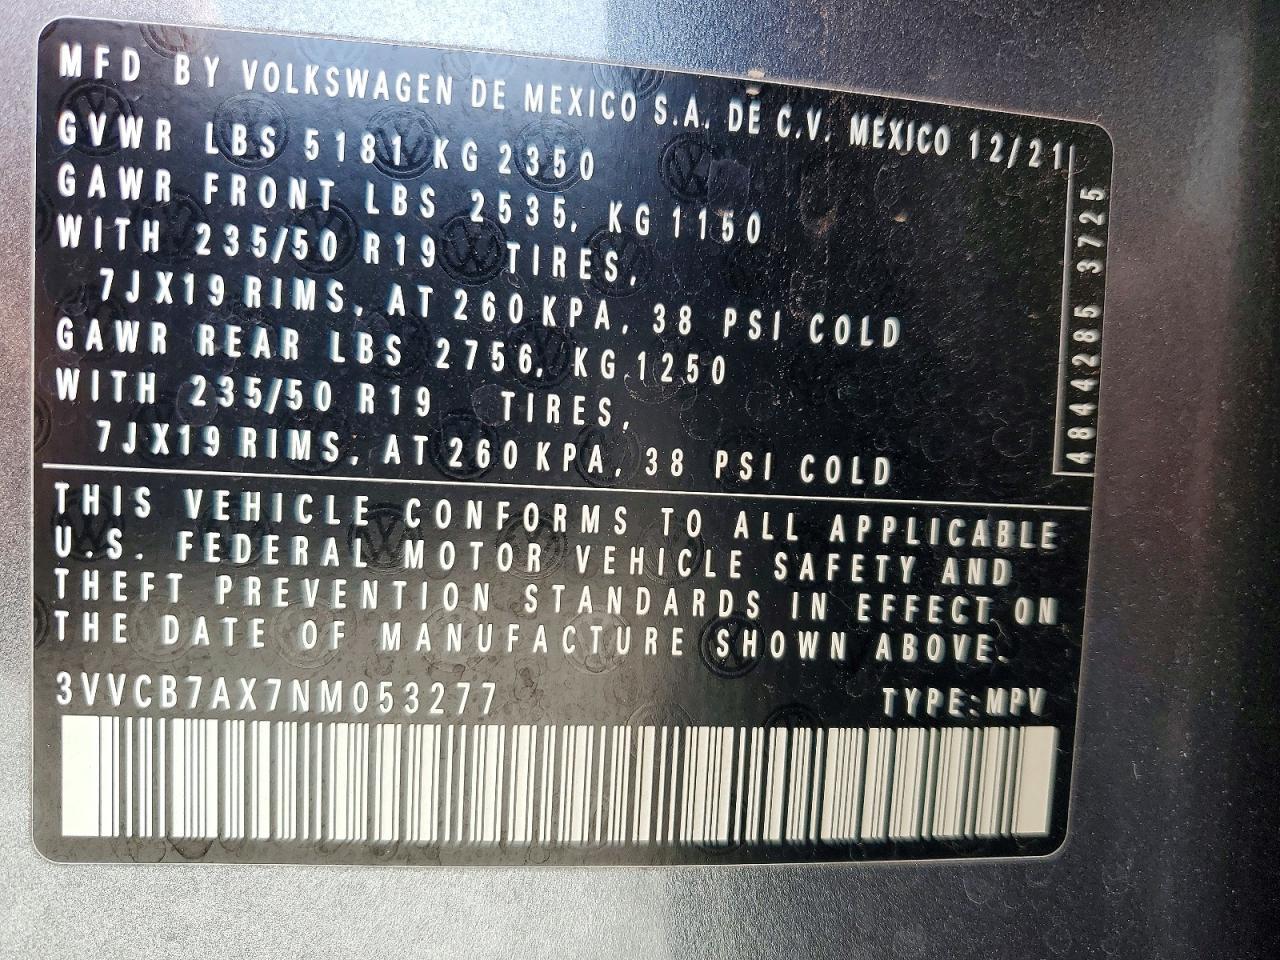 MFD BY VOLKSWAGEN DE MEXICO S.A. DE C.V. MEXICO 12/21
GVWR LBS 5181 KG 2350
GAWR FRONT LBS 2535, KG 1150
WITH 235/50 R19 TIRES,
7JX19 RIMS, AT 260 KPA, 38 PSI COLD
GAWR REAR LBS 2756, KG 1250
WITH 235/50 R19 TIRES,
7JX19 RIMS, AT 260 KPA, 38 PSI COLD
4844285 3725
THIS VEHICLE CONFORMS TO ALL APPLICABLE
U.S. FEDERAL MOTOR VEHICLE SAFETY AND
THEFT PREVENTION STANDARDS IN EFFECT ON
THE DATE OF MANUFACTURE SHOWN ABOVE.
3VVCB7AX7NM053277 TYPE:MPV